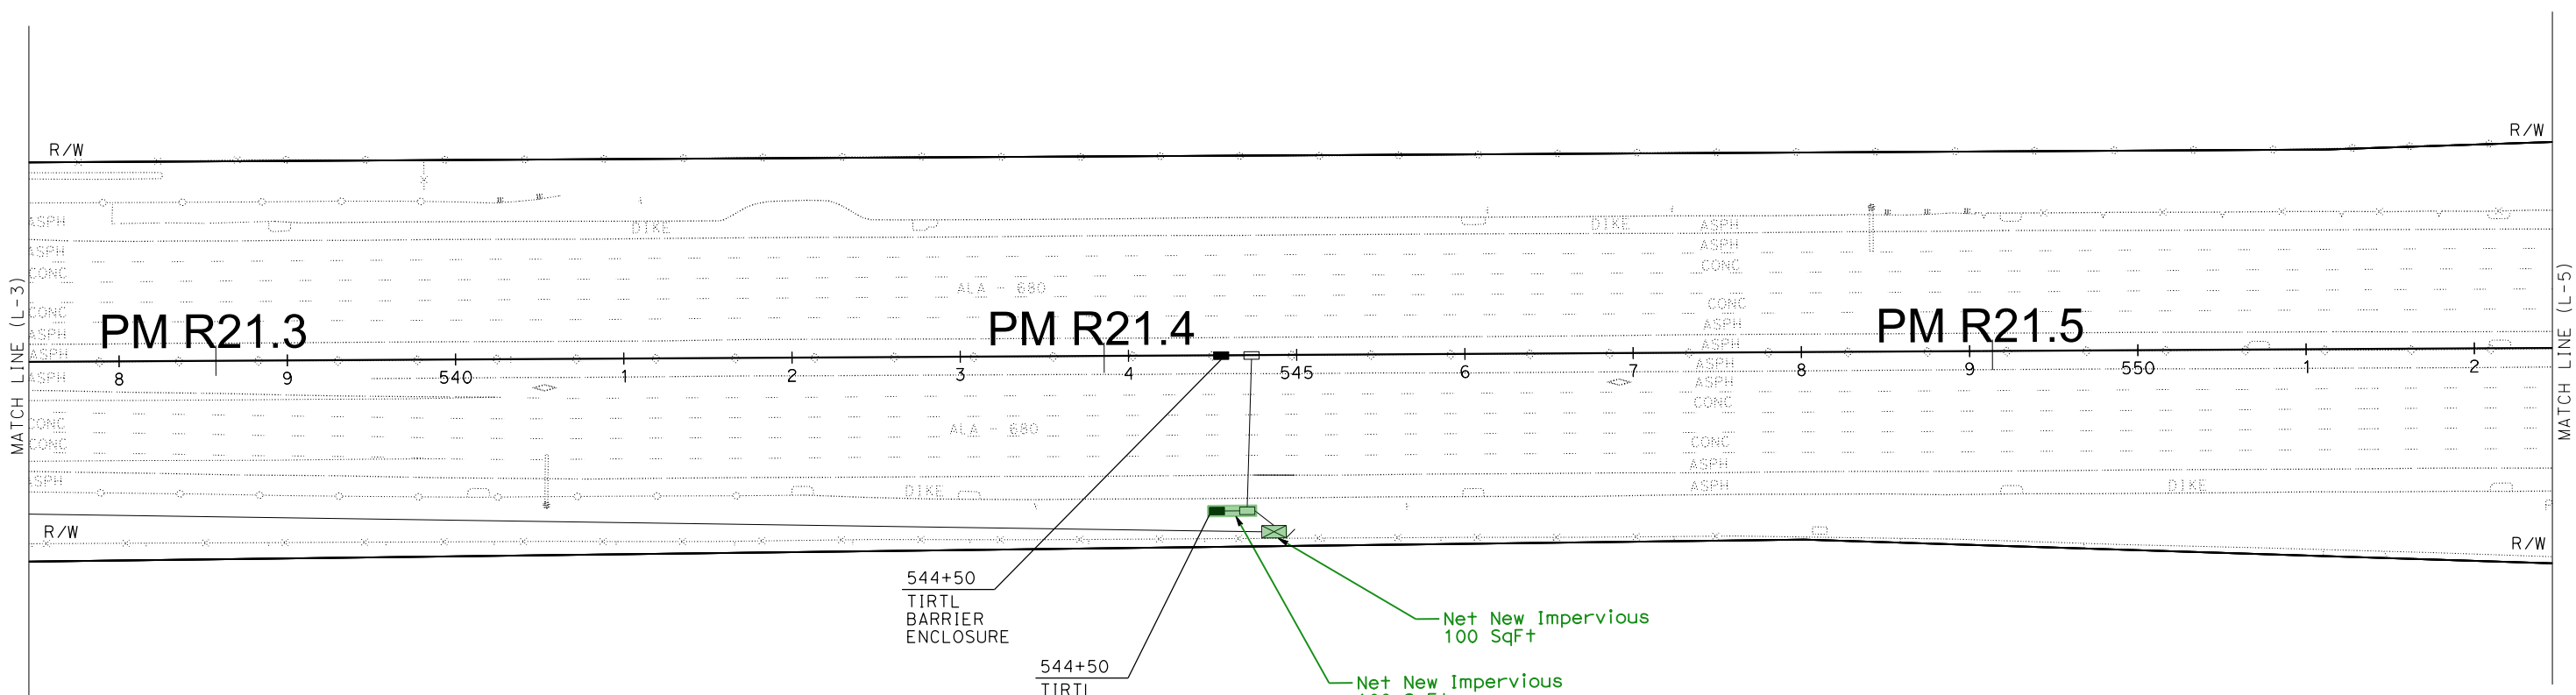 R/W
R/W
ASPH
DIKE
DIKE
ASPH
ASPH
ASPH
CONC
CONC
ALA - 680
MATCH LINE (L-3)
MATCH LINE (L-5)
CONC
CONC
ASPH
ASPH
PM R21.3
PM R21.4
PM R21.5
ASPH
ASPH
8
9
540
1
2
3
4
545
6
7
8
9
550
1
2
ASPH
ASPH
ASPH
CONC
CONC
ALA - 680
CONC
CONC
ASPH
ASPH
DIKE
ASPH
DIKE
R/W
R/W
544+50
TIRTL
BARRIER
ENCLOSURE
Net New Impervious
100 SqFt
544+50
TIRTL
Net New Impervious